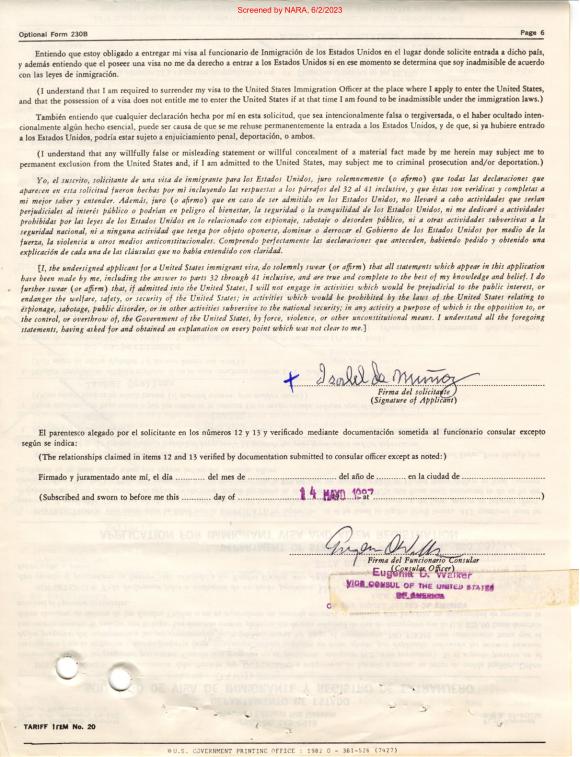 Screened by NARA, 6/2/2023
Optional Form 230B Page 6
Entiendo que estoy obligado a entregar mi visa al funcionario de Inmigración de los Estados Unidos en el lugar donde solicite entrada a dicho país,
y además entiendo que el poseer una visa no me da derecho a entrar a los Estados Unidos si en ese momento se determina que soy inadmisible de acuerdo
con las leyes de inmigración.
(I understand that I am required to surrender my visa to the United States Immigration Officer at the place where I apply to enter the United States,
and that the possession of a visa does not entitle me to enter the United States if at that time I am found to be inadmissible under the immigration laws.)
También entiendo que cualquier declaración hecha por mí en esta solicitud, que sea intencionalmente falsa o tergiversada, o el haber ocultado inten-
cionalmente algún hecho esencial, puede ser causa de que se me rehuse permanentemente la entrada a los Estados Unidos, y de que, si ya hubiere entrado
a los Estados Unidos, podría estar sujeto a enjuiciamiento penal, deportación, o ambos.
(I understand that any willfully false or misleading statement or willful concealment of a material fact made by me herein may subject me to
permanent exclusion from the United States and, if I am admitted to the United States, may subject me to criminal prosecution and/or deportation.)
Yo, el suscrito, solicitante de una visa de inmigrante para los Estados Unidos, juro solemnemente (o afirmo) que todas las declaraciones que
aparecen en esta solicitud fueron hechas por mi incluyendo las respuestas a los párrafos del 32 al 41 inclusive, y que éstas son verídicas y completas a
mi mejor saber y entender. Además, juro (o afirmo) que en caso de ser admitido en los Estados Unidos, no llevaré a cabo actividades que serían
perjudiciales al interés público o podrían en peligro el bienestar, la seguridad o la tranquilidad de los Estados Unidos, ni me dedicaré a actividades
prohibidas por las leyes de los Estados Unidos en lo relacionado con espionaje, sabotaje o desorden público, ni a otras actividades subversivas a la
seguridad nacional, ni a ninguna actividad que tenga por objeto oponerse, dominar o derrocar el Gobierno de los Estados Unidos por medio de la
fuerza, la violencia u otros medios anticonstitucionales. Comprendo perfectamente las declaraciones que anteceden, habiendo pedido y obtenido una
explicación de cada una de las cláusulas que no había entendido con claridad.
[I, the undersigned applicant for a United States immigrant visa, do solemnly swear (or affirm) that all statements which appear in this application
have been made by me, including the answer to parts 32 through 41 inclusive, and are true and complete to the best of my knowledge and belief. I do
further swear (or affirm) that, if admitted into the United States, I will not engage in activities which would be prejudicial to the public interest, or
endanger the welfare, safety, or security of the United States; in activities which would be prohibited by the laws of the United States relating to
espionage, sabotage, public disorder, or in other activities subversive to the national security; in any activity a purpose of which is the opposition to, or
the control, or overthrow of, the Government of the United States, by force, violence, or other unconstitutional means. I understand all the foregoing
statements, having asked for and obtained an explanation on every point which was not clear to me.]
Isabel de Muñoz
Firma del solicitante
(Signature of Applicant)
El parentesco alegado por el solicitante en los números 12 y 13 y verificado mediante documentación sometida al funcionario consular excepto
según se indica:
(The relationships claimed in items 12 and 13 verified by documentation submitted to consular officer except as noted:)
Firmado y juramentado ante mí, el día ............ del mes de ............ del año de .......... en la ciudad de ............
(Subscribed and sworn to before me this .......... day of ............ 14 MAYO 1987 at ............)
Firma del Funcionario Consular
(Consular Officer)
Eugenia D. Walker
VICE CONSUL OF THE UNITED STATES
OF AMERICA
TARIFF ITEM No. 20
U.S. GOVERNMENT PRINTING OFFICE : 1982 O - 361-526 (7427)